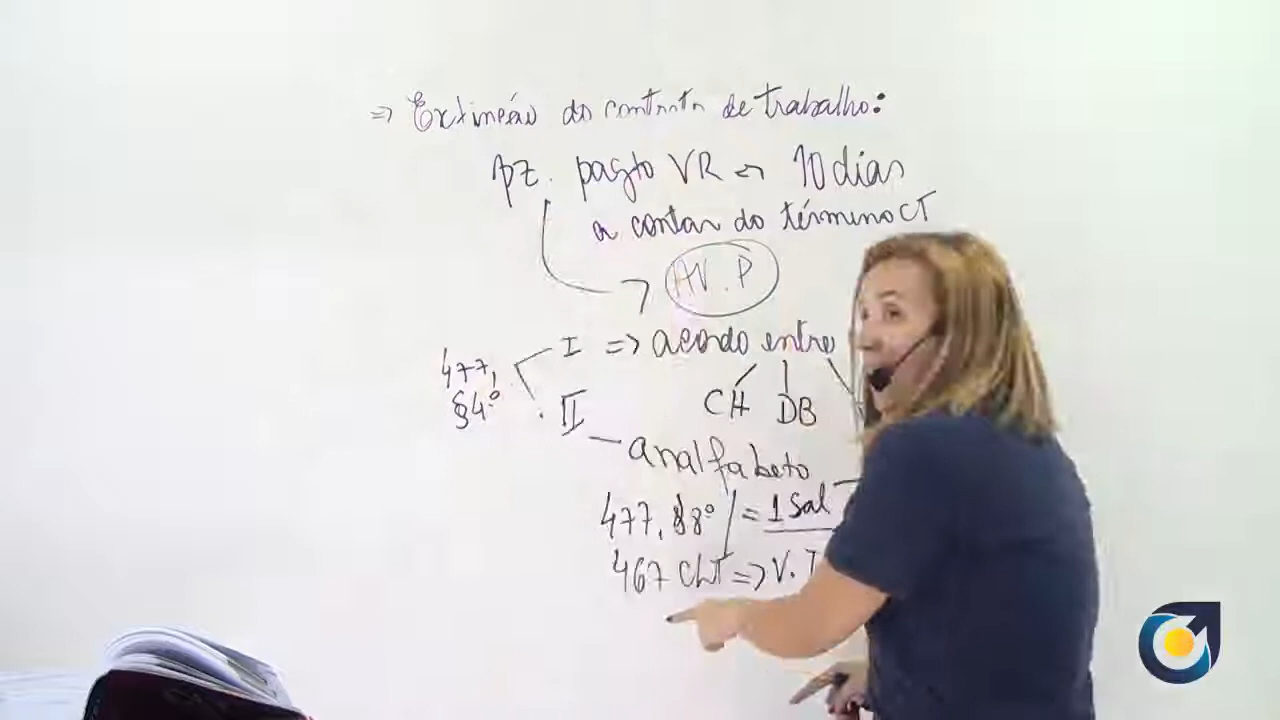 => Extinção do contrato de trabalho:
pz. pagto VR => 10 dias
a contar do término CT
AV. P
I => acordo entre
477,
§4º
CH DB
II
analfabeto
477, §8º = 1 Sal
467 CLT => V. I